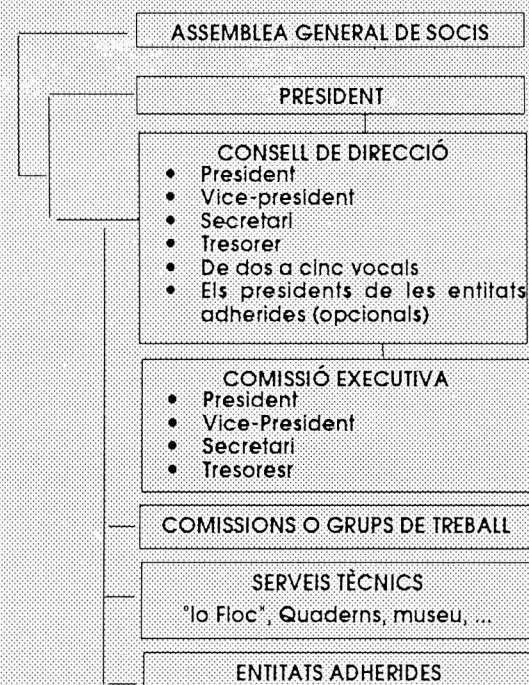 ASSEMBLEA GENERAL DE SOCIS
PRESIDENT
CONSELL DE DIRECCIÓ
• President
• Vice-president
• Secretari
• Tresorer
• De dos a cinc vocals
• Els presidents de les entitats
adherides (opcionals)
COMISSIÓ EXECUTIVA
• President
• Vice-President
• Secretari
• Tresoresr
COMISSIONS O GRUPS DE TREBALL
SERVEIS TÈCNICS
"lo Floc", Quaderns, museu, ...
ENTITATS ADHERIDES